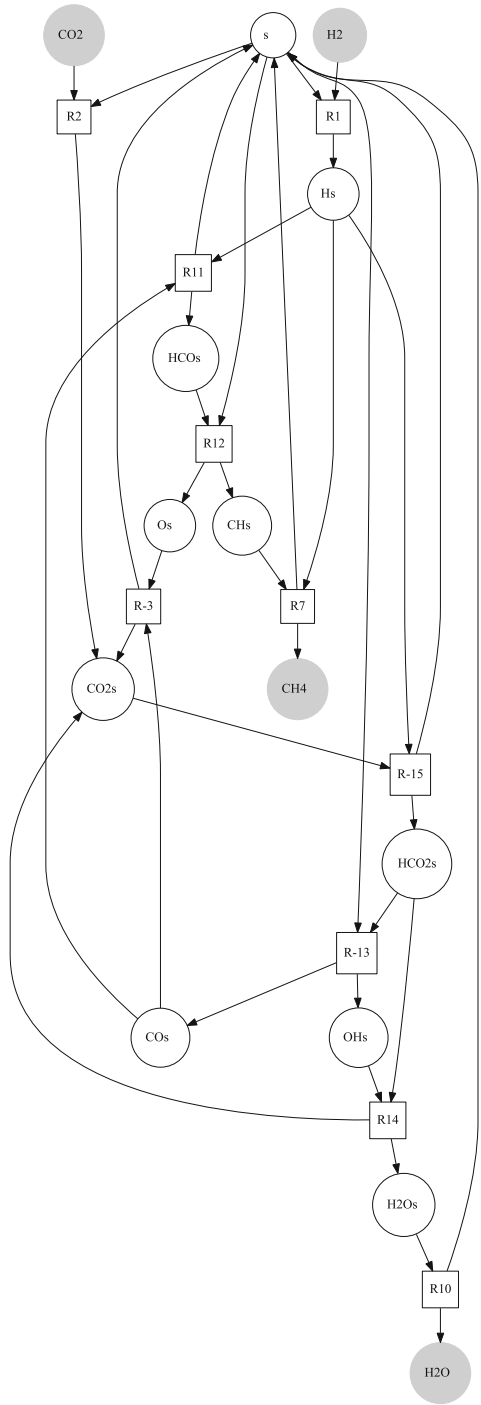 CO2
s
H2
R2
R1
Hs
R11
HCOs
R12
Os
CHs
R-3
R7
CO2s
CH4
R-15
HCO2s
R-13
COs
OHs
R14
H2Os
R10
H2O